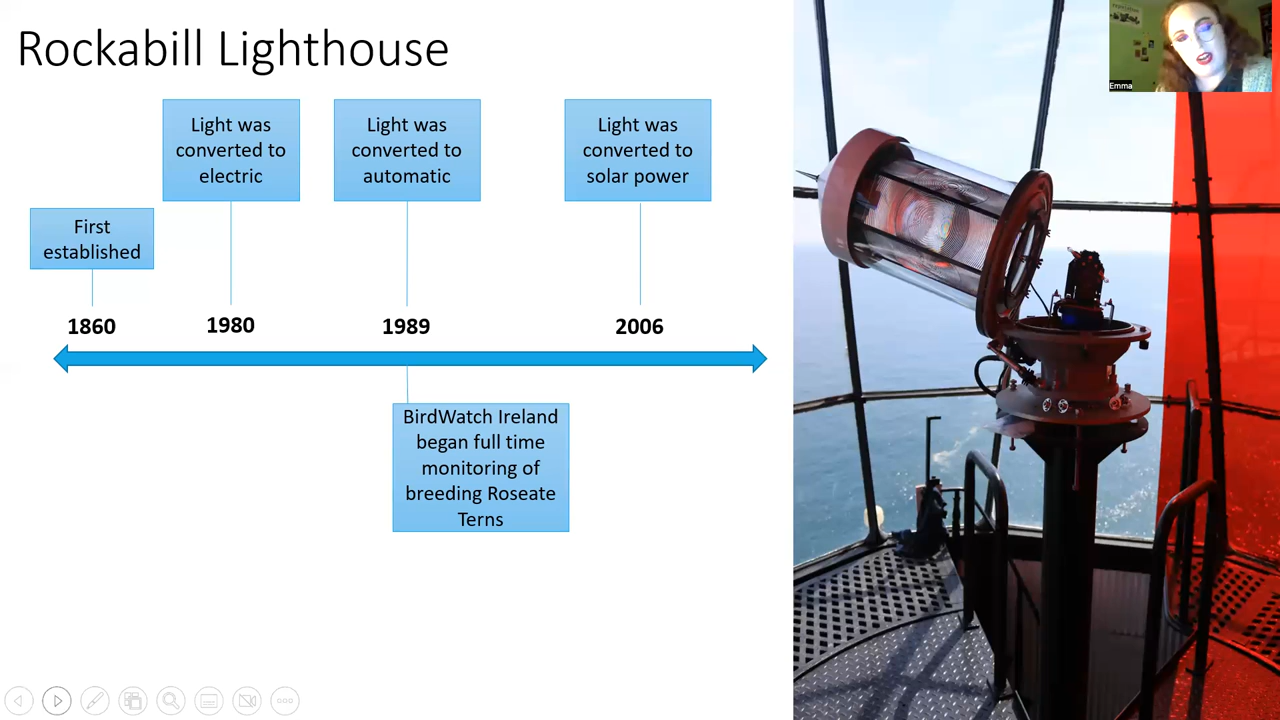 Rockabill Lighthouse
First
established
Light was
converted to
electric
Light was
converted to
automatic
Light was
converted to
solar power
1860
1980
1989
2006
BirdWatch Ireland
began full time
monitoring of
breeding Roseate
Terns
Emma